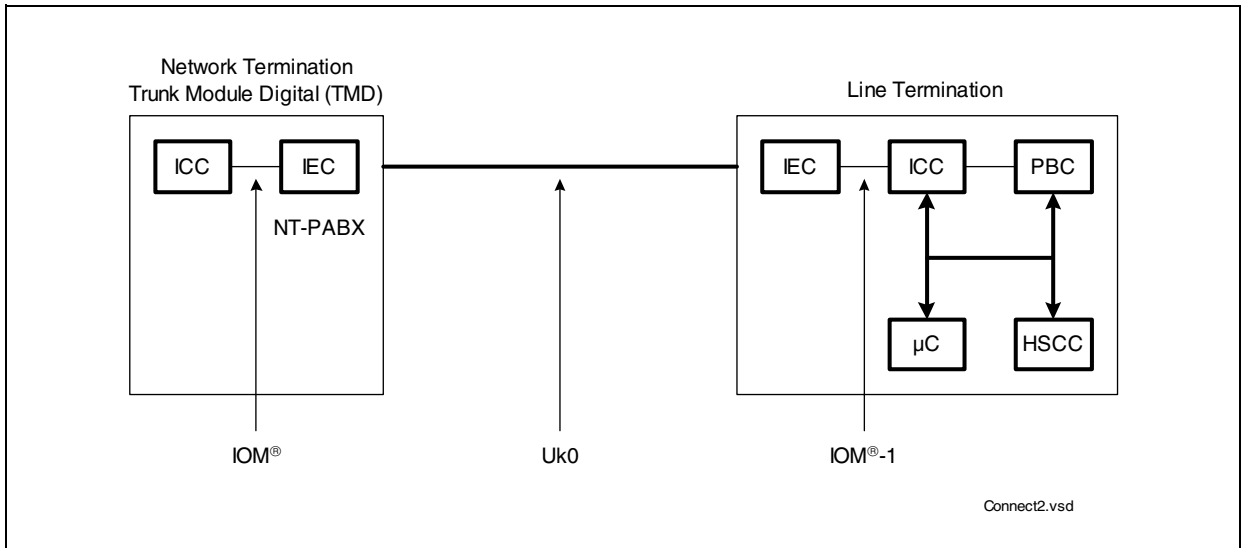 Network Termination
Trunk Module Digital (TMD)
Line Termination
ICC
IEC
IEC
ICC
PBC
NT-PABX
µC
HSCC
IOM®
Uk0
IOM®-1
Connect2.vsd